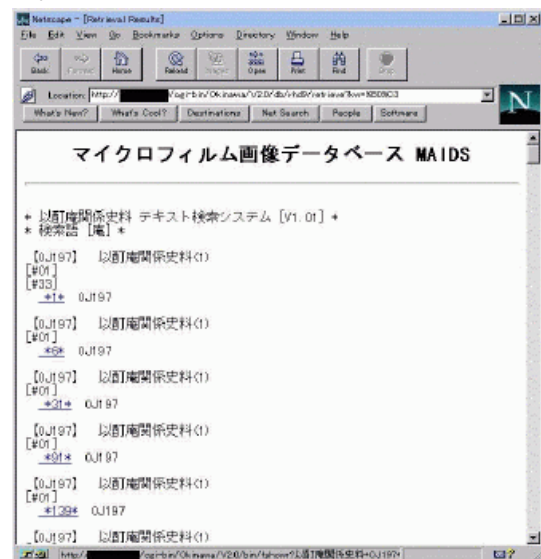 Netscape - [Retrieval Results]
File Edit View Go Bookmarks Options Directory Window Help
Back Forward Home Reload Images Open Print Find Stop
Location: http://
What's New? What's Cool? Destinations Net Search People Software
マイクロフィルム画像データベース MAIDS
* 以酊庵関係史料 テキスト検索システム [V1.01] *
* 検索語 [庵] *
【0J197】 以酊庵関係史料(1)
[#01]
[#33]
*1* 0J197
【0J197】 以酊庵関係史料(1)
[#01]
*6* 0J197
【0J197】 以酊庵関係史料(1)
[#01]
*31* 0J197
【0J197】 以酊庵関係史料(1)
[#01]
*91* 0J197
【0J197】 以酊庵関係史料(1)
[#01]
*139* 0J197
【0J197】 以酊庵関係史料(1)